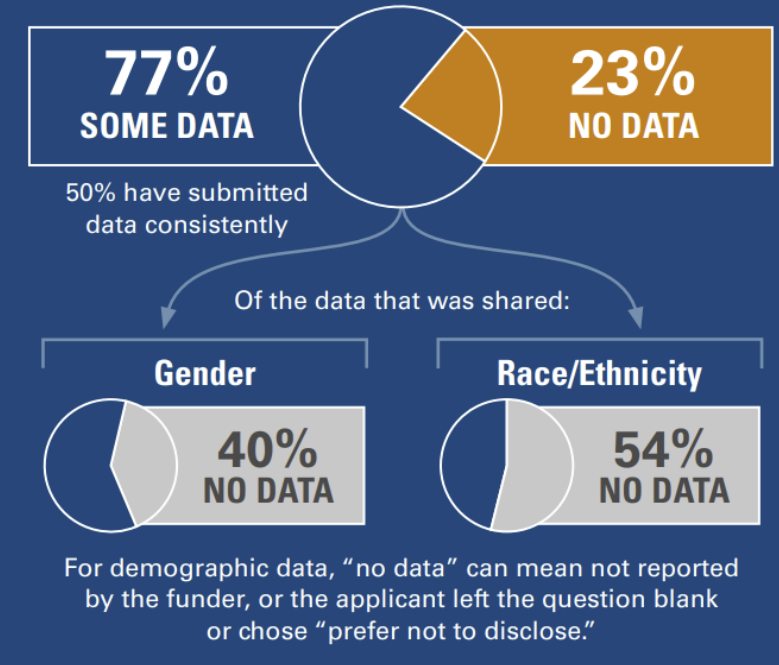 77%
SOME DATA
23%
NO DATA
50% have submitted
data consistently
Of the data that was shared:
Gender
40%
NO DATA
Race/Ethnicity
54%
NO DATA
For demographic data, “no data” can mean not reported
by the funder, or the applicant left the question blank
or chose “prefer not to disclose.”